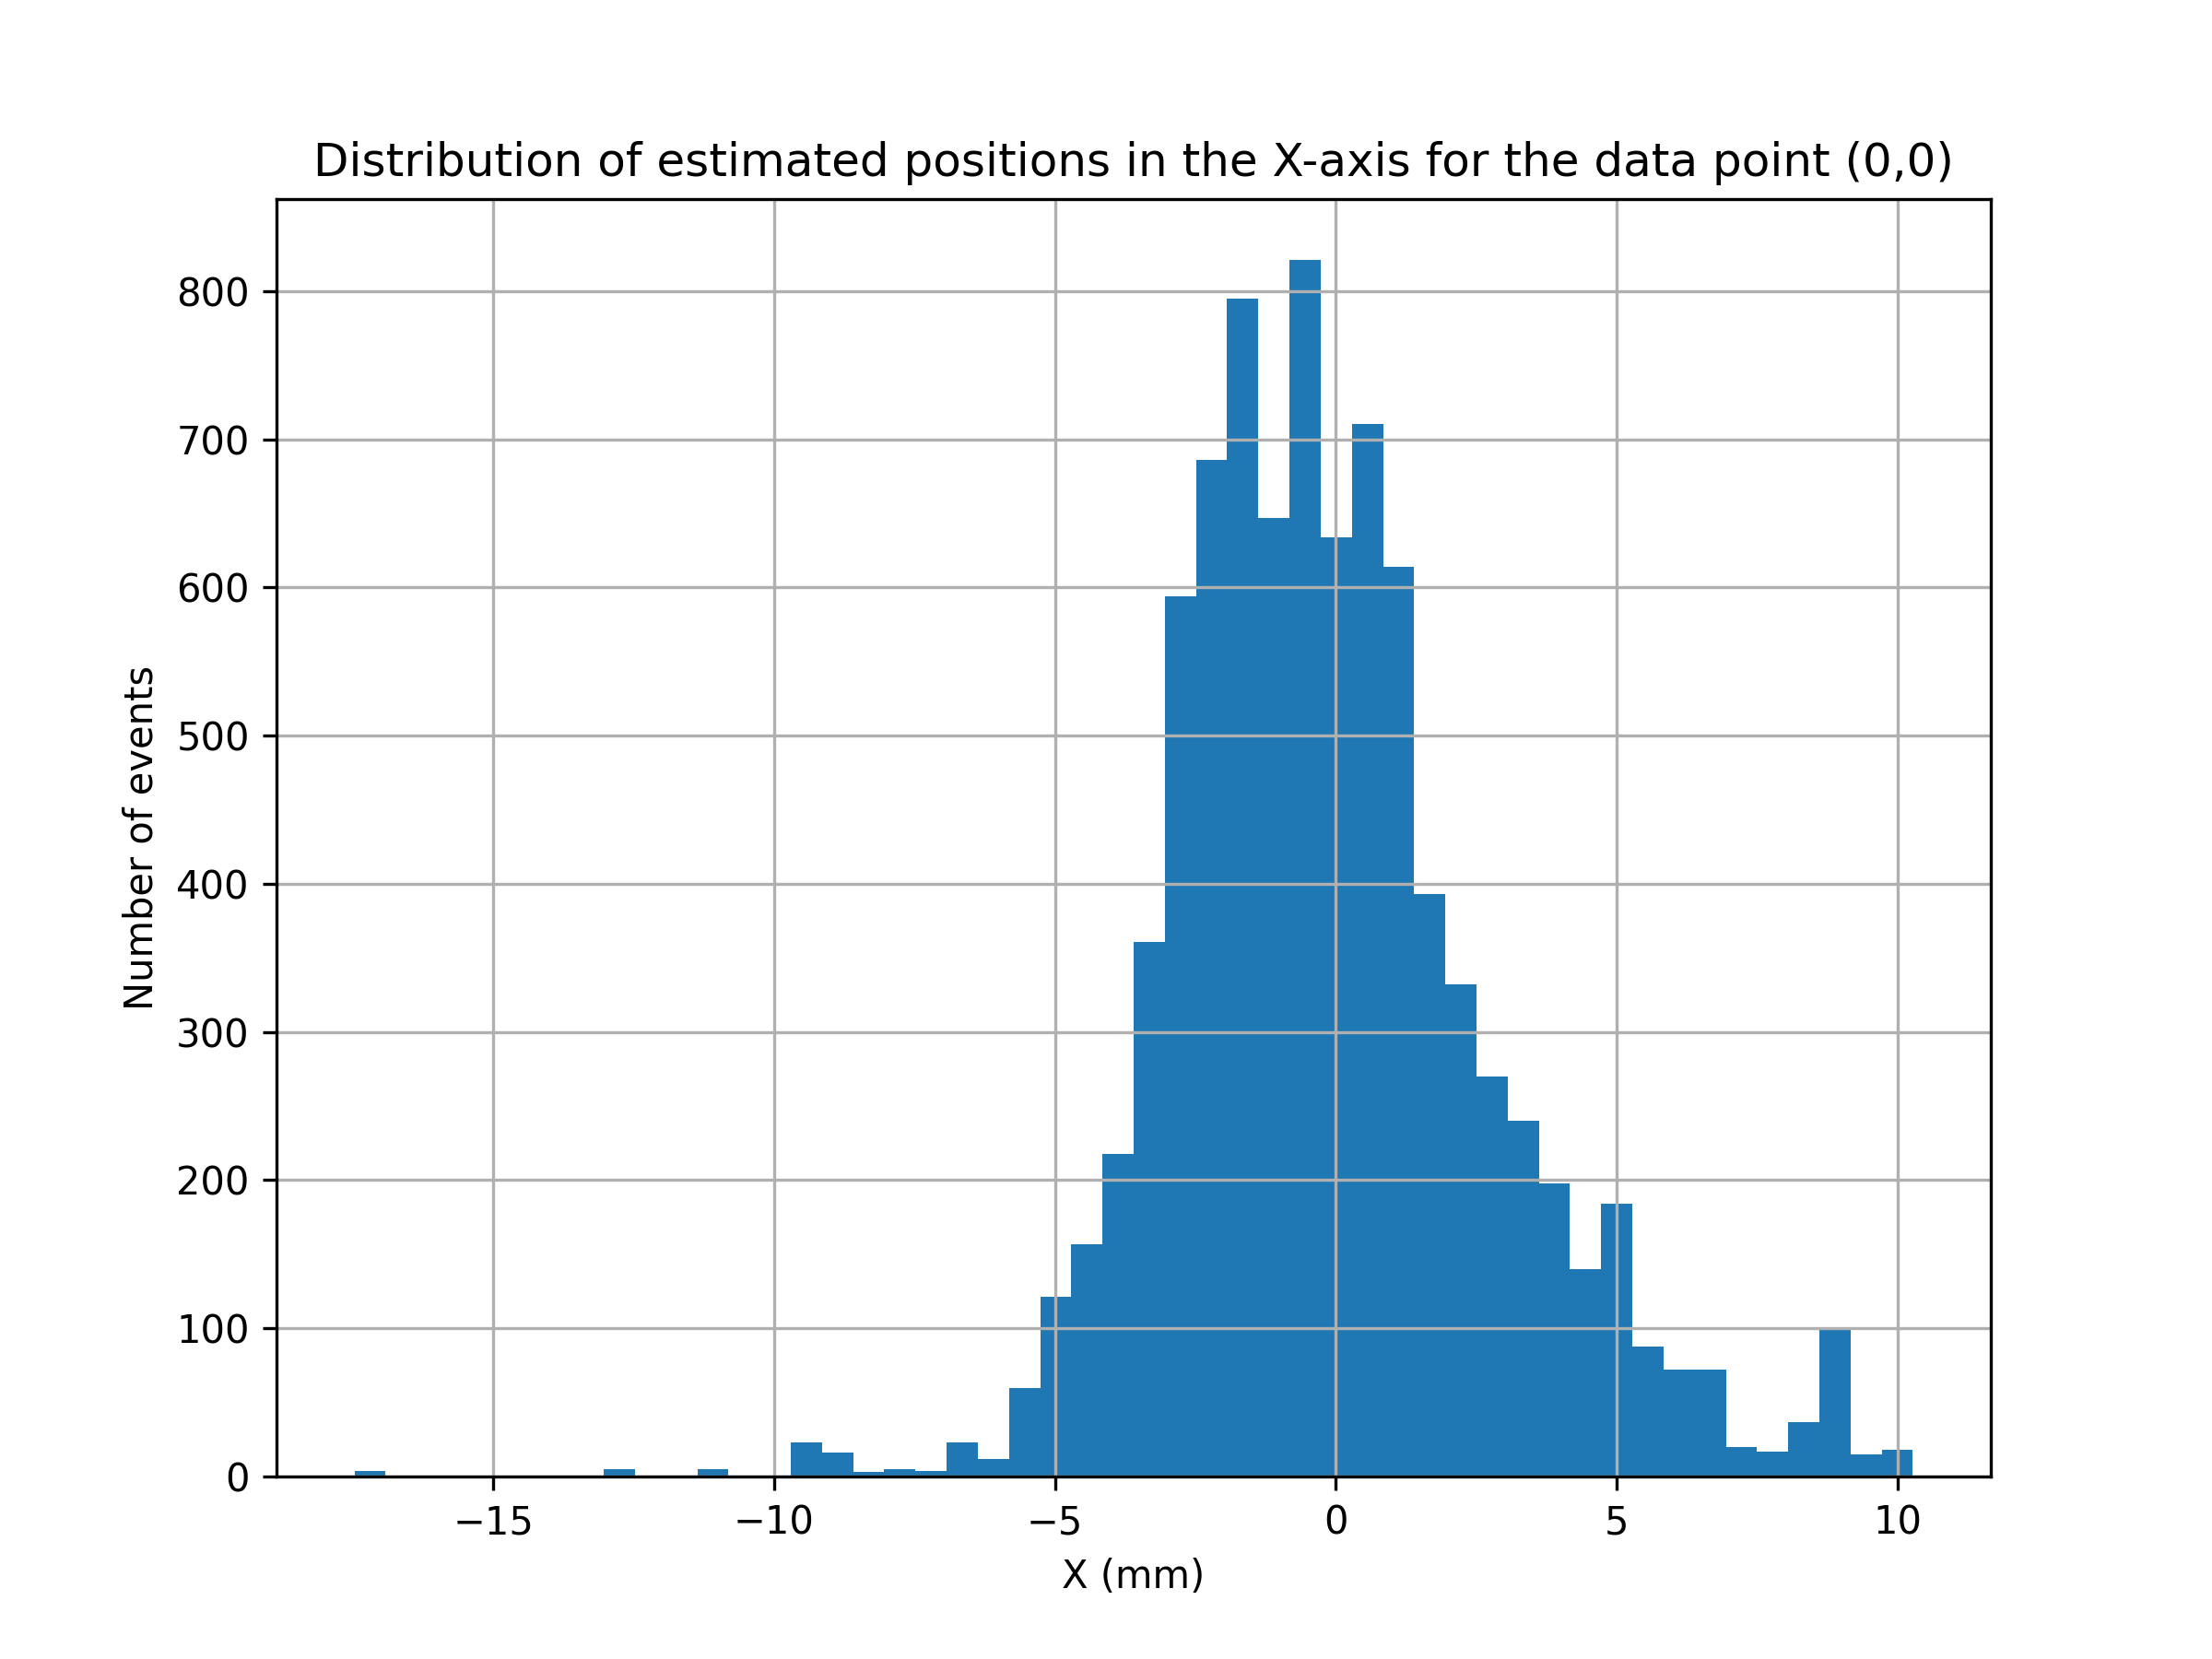 Distribution of estimated positions in the X-axis for the data point (0,0)
800
700
600
500
400
300
200
100
0
Number of events
−15 −10 −5 0 5 10
X (mm)